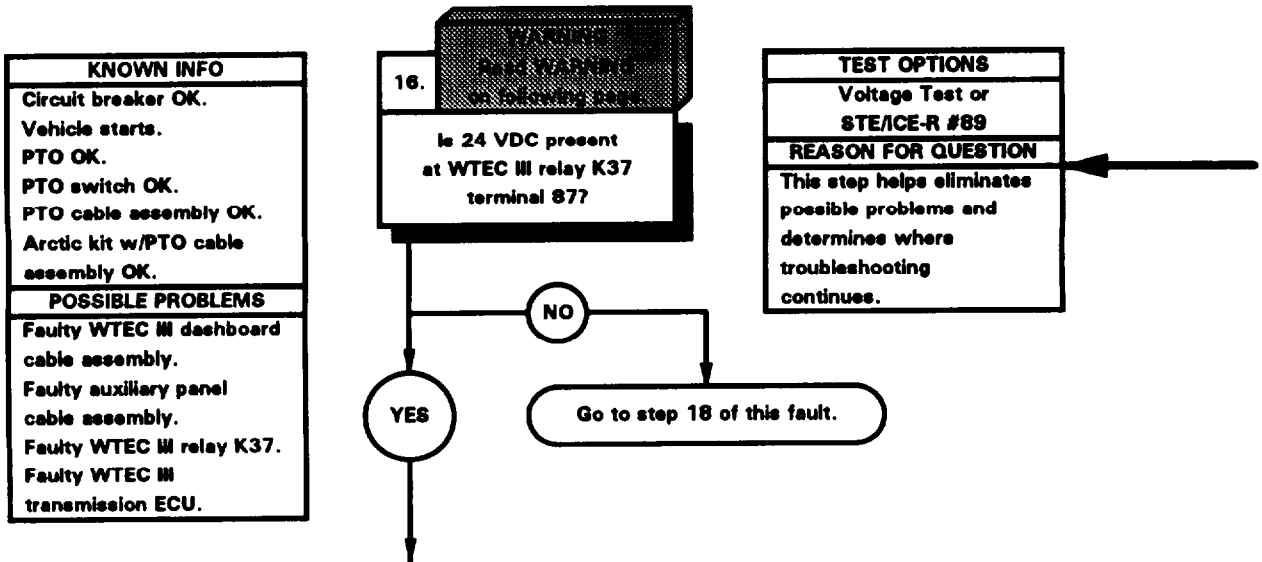 KNOWN INFO
Circuit breaker OK.
Vehicle starts.
PTO OK.
PTO switch OK.
PTO cable assembly OK.
Arctic kit w/PTO cable
assembly OK.
POSSIBLE PROBLEMS
Faulty WTEC III dashboard
cable assembly.
Faulty auxiliary panel
cable assembly.
Faulty WTEC III relay K37.
Faulty WTEC III
transmission ECU.
WARNING
Read WARNING
on following page.
16.
Is 24 VDC present
at WTEC III relay K37
terminal 87?
NO
YES
Go to step 18 of this fault.
TEST OPTIONS
Voltage Test or
STE/ICE-R #89
REASON FOR QUESTION
This step helps eliminates
possible problems and
determines where
troubleshooting
continues.